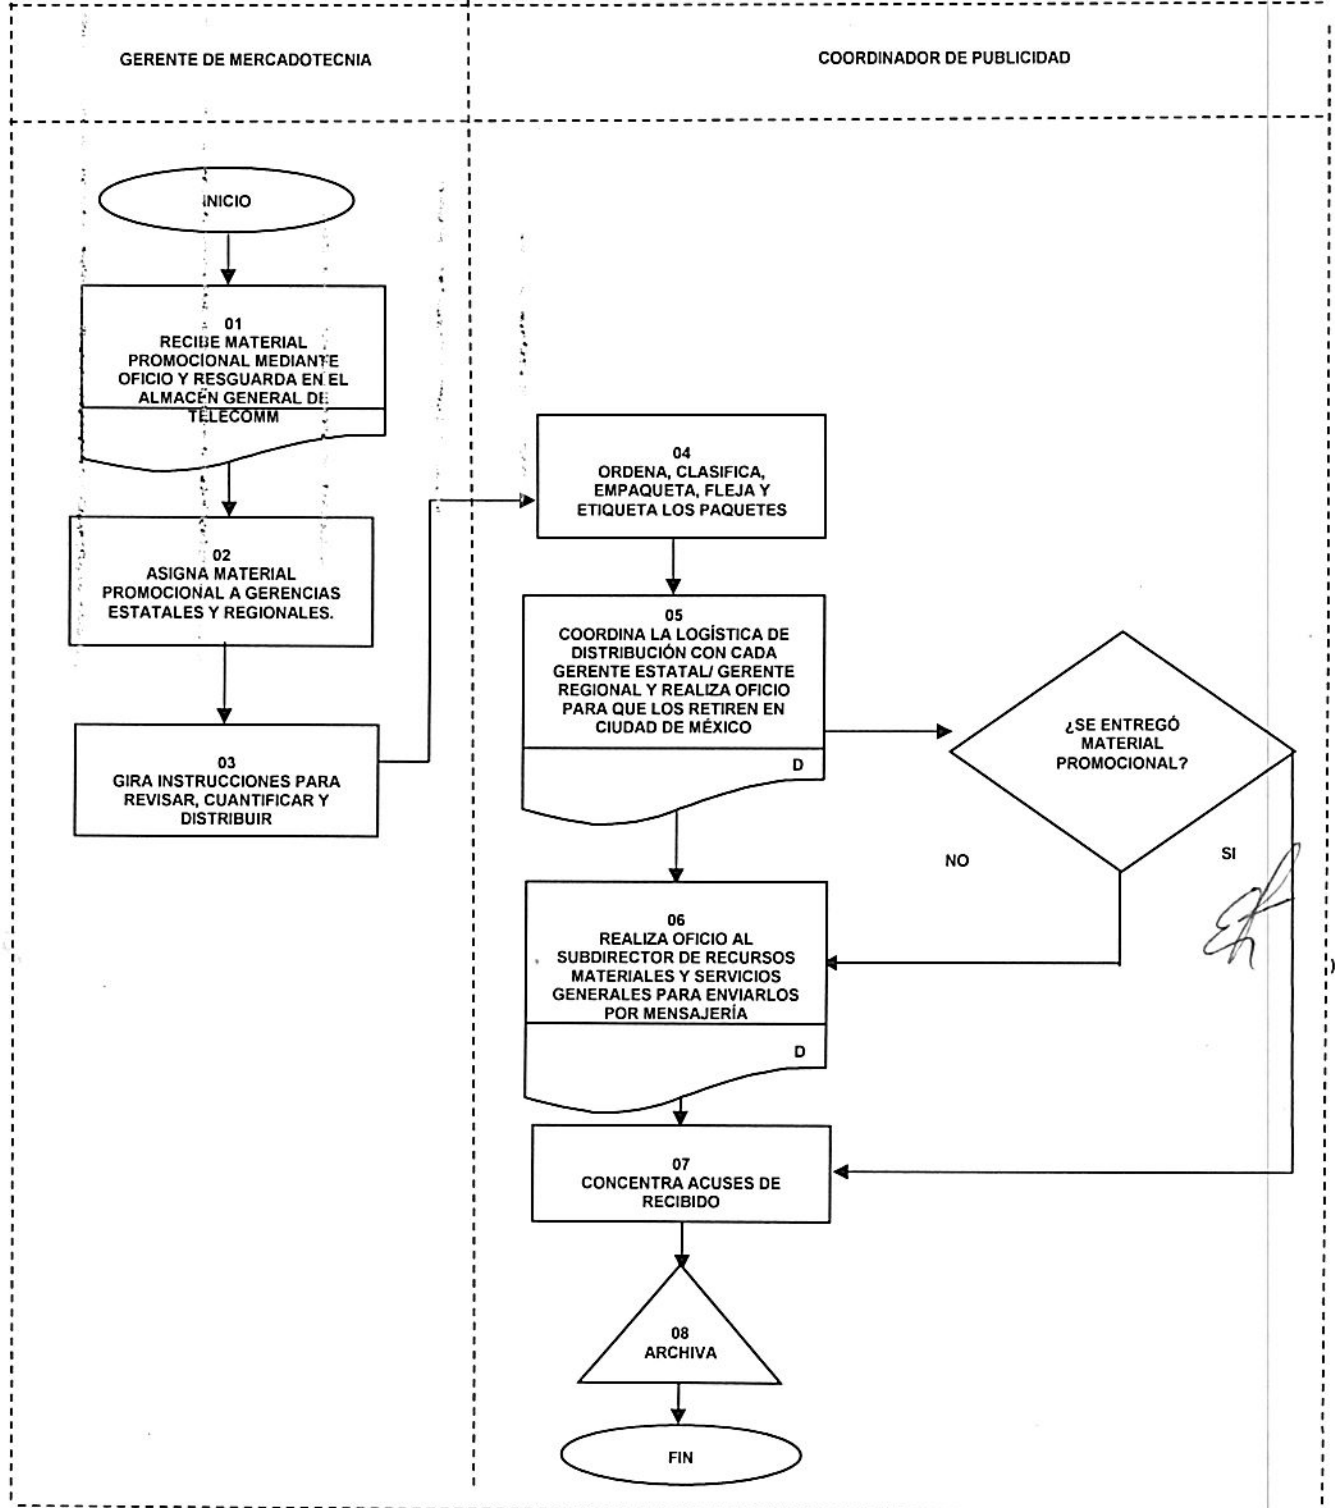 GERENTE DE MERCADOTECNIA
COORDINADOR DE PUBLICIDAD
INICIO
01
RECIBE MATERIAL
PROMOCIONAL MEDIANTE
OFICIO Y RESGUARDA EN EL
ALMACÉN GENERAL DE
TELECOMM
02
ASIGNA MATERIAL
PROMOCIONAL A GERENCIAS
ESTATALES Y REGIONALES.
03
GIRA INSTRUCCIONES PARA
REVISAR, CUANTIFICAR Y
DISTRIBUIR
04
ORDENA, CLASIFICA,
EMPAQUETA, FLEJA Y
ETIQUETA LOS PAQUETES
05
COORDINA LA LOGÍSTICA DE
DISTRIBUCIÓN CON CADA
GERENTE ESTATAL/ GERENTE
REGIONAL Y REALIZA OFICIO
PARA QUE LOS RETIREN EN
CIUDAD DE MÉXICO
D
¿SE ENTREGÓ
MATERIAL
PROMOCIONAL?
NO
SI
06
REALIZA OFICIO AL
SUBDIRECTOR DE RECURSOS
MATERIALES Y SERVICIOS
GENERALES PARA ENVIARLOS
POR MENSAJERÍA
D
07
CONCENTRA ACUSES DE
RECIBIDO
08
ARCHIVA
FIN